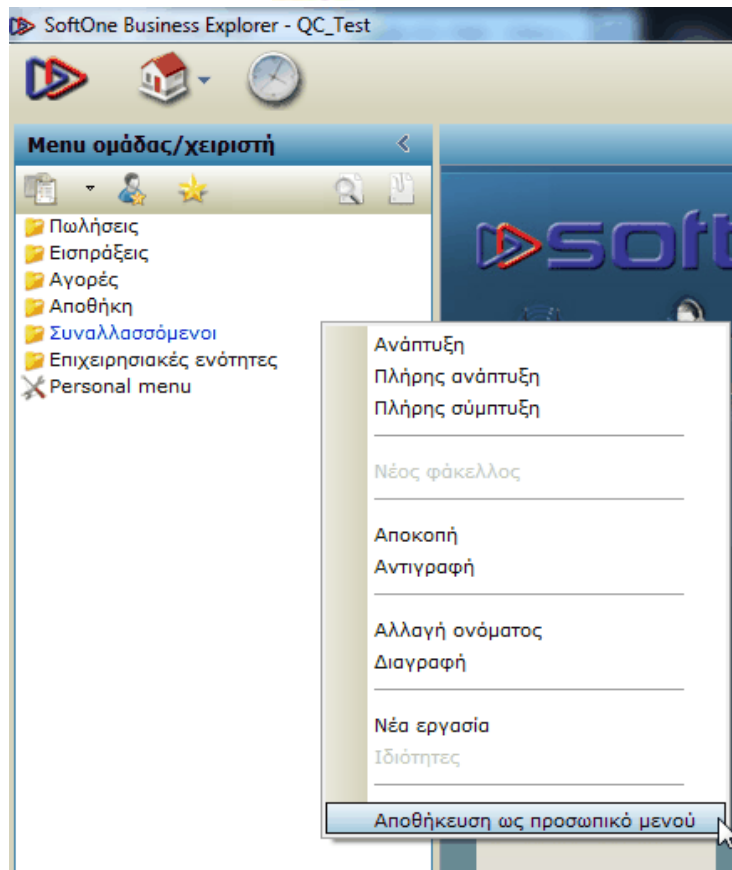 SoftOne Business Explorer - QC_Test
Menu ομάδας/χειριστή
Πωλήσεις
Εισπράξεις
Αγορές
Αποθήκη
Συναλλασσόμενοι
Επιχειρησιακές ενότητες
Personal menu
soft
Ανάπτυξη
Πλήρης ανάπτυξη
Πλήρης σύμπτυξη
Νέος φάκελλος
Αποκοπή
Αντιγραφή
Αλλαγή ονόματος
Διαγραφή
Νέα εργασία
Ιδιότητες
Αποθήκευση ως προσωπικό μενού